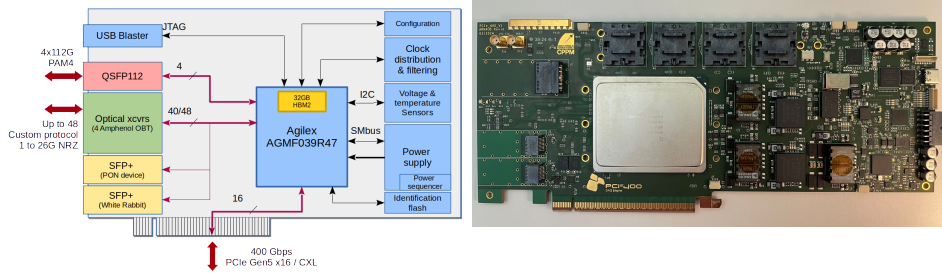 JTAG
USB Blaster
4x112G
PAM4
QSFP112
4
Up to 48
Custom protocol
1 to 26G NRZ
Optical xcvrs
(4 Amphenol OBT)
40/48
SFP+
(PON device)
SFP+
(White Rabbit)
32GB
HBM2
Agilex
AGMF039R47
I2C
SMbus
16
Configuration
Clock
distribution
& filtering
Voltage &
temperature
Sensors
Power
supply
Power
sequencer
Identification
flash
400 Gbps
PCIe Gen5 x16 / CXL
CPPM
PCI400